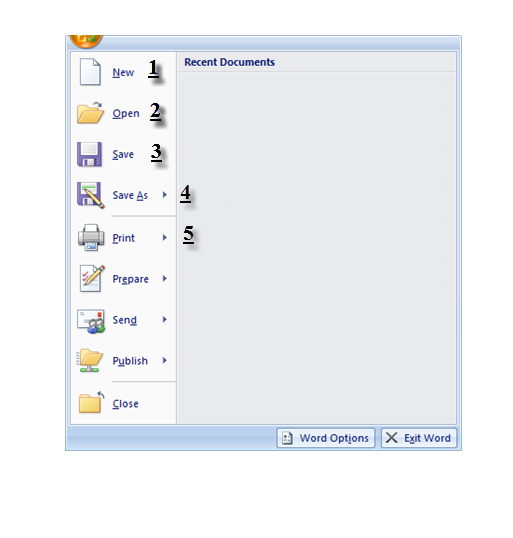 Recent Documents
New 1
Open 2
Save 3
Save As 4
Print 5
Prepare
Send
Publish
Close
Word Options Exit Word